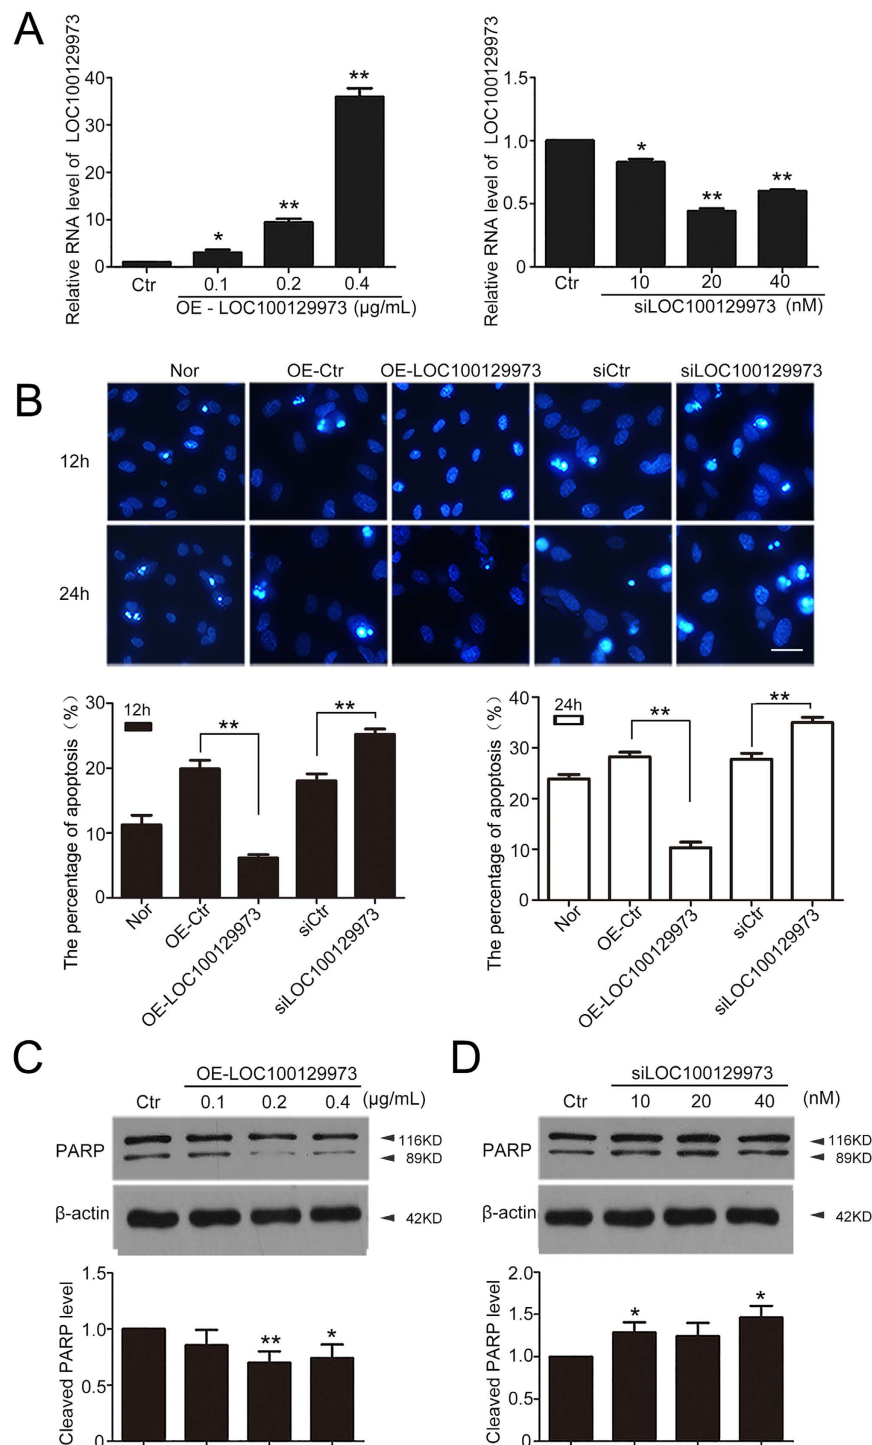 A
Relative RNA level of LOC100129973
40
30
20
10
0
*
**
**
Ctr
0.1
0.2
0.4
OE - LOC100129973 (μg/mL)
Relative RNA level of LOC100129973
1.5
1.0
0.5
0
*
**
**
Ctr
10
20
40
siLOC100129973 (nM)
B
Nor
OE-Ctr
OE-LOC100129973
siCtr
siLOC100129973
12h
24h
The percentage of apoptosis (%)
30
20
10
0
12h
**
**
Nor
OE-Ctr
OE-LOC100129973
siCtr
siLOC100129973
The percentage of apoptosis (%)
40
30
20
10
0
24h
**
**
Nor
OE-Ctr
OE-LOC100129973
siCtr
siLOC100129973
C
OE-LOC100129973
Ctr 0.1 0.2 0.4 (μg/mL)
PARP
116KD
89KD
β-actin
42KD
Cleaved PARP level
1.5
1.0
0.5
0
**
*
D
siLOC100129973
Ctr 10 20 40 (nM)
PARP
116KD
89KD
β-actin
42KD
Cleaved PARP level
2.0
1.5
1.0
0.5
0
*
*